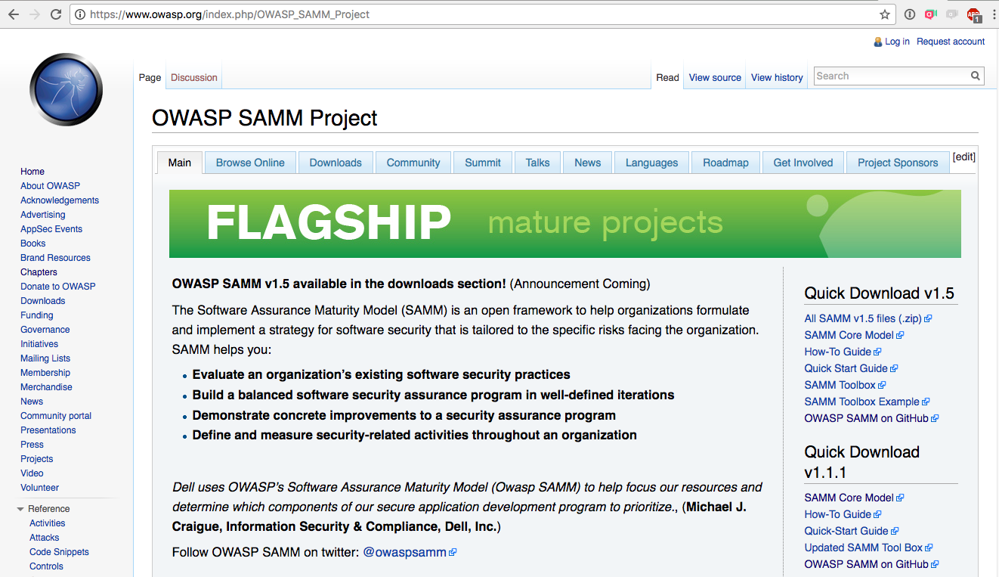 https://www.owasp.org/index.php/OWASP_SAMM_Project
1
Log in Request account
Page Discussion Read View source View history Search
OWASP SAMM Project
Main Browse Online Downloads Community Summit Talks News Languages Roadmap Get Involved Project Sponsors [edit]
FLAGSHIP mature projects
Home
About OWASP
Acknowledgements
Advertising
AppSec Events
Books
Brand Resources
Chapters
Donate to OWASP
Downloads
Funding
Governance
Initiatives
Mailing Lists
Membership
Merchandise
News
Community portal
Presentations
Press
Projects
Video
Volunteer
Reference
Activities
Attacks
Code Snippets
Controls
OWASP SAMM v1.5 available in the downloads section! (Announcement Coming)
The Software Assurance Maturity Model (SAMM) is an open framework to help organizations formulate
and implement a strategy for software security that is tailored to the specific risks facing the organization.
SAMM helps you:
Evaluate an organization’s existing software security practices
Build a balanced software security assurance program in well-defined iterations
Demonstrate concrete improvements to a security assurance program
Define and measure security-related activities throughout an organization
Dell uses OWASP’s Software Assurance Maturity Model (Owasp SAMM) to help focus our resources and
determine which components of our secure application development program to prioritize., (Michael J.
Craigue, Information Security & Compliance, Dell, Inc.)
Follow OWASP SAMM on twitter: @owaspsamm
Quick Download v1.5
All SAMM v1.5 files (.zip)
SAMM Core Model
How-To Guide
Quick Start Guide
SAMM Toolbox
SAMM Toolbox Example
OWASP SAMM on GitHub
Quick Download
v1.1.1
SAMM Core Model
How-To Guide
Quick-Start Guide
Updated SAMM Tool Box
OWASP SAMM on GitHub